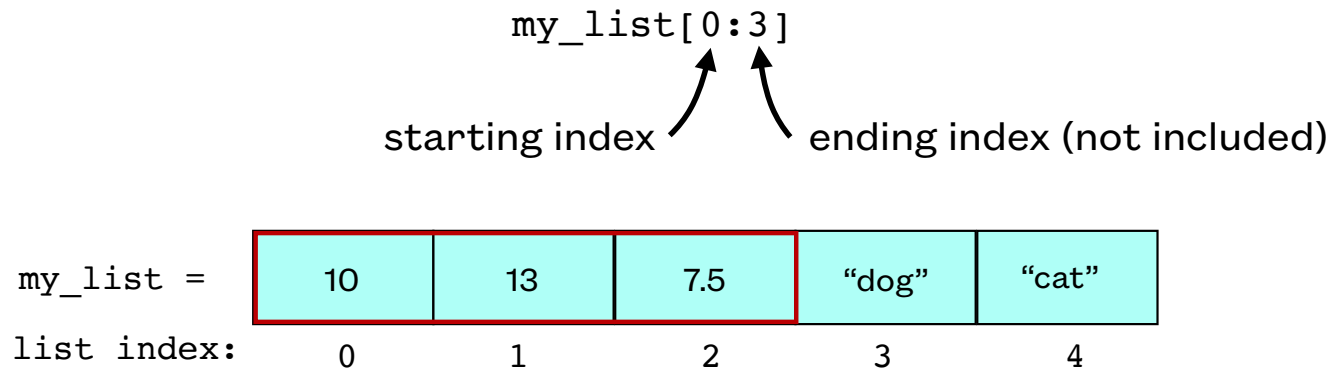 my_list[0:3]
starting index
ending index (not included)
my_list =
10
13
7.5
“dog”
“cat”
list index:
0
1
2
3
4